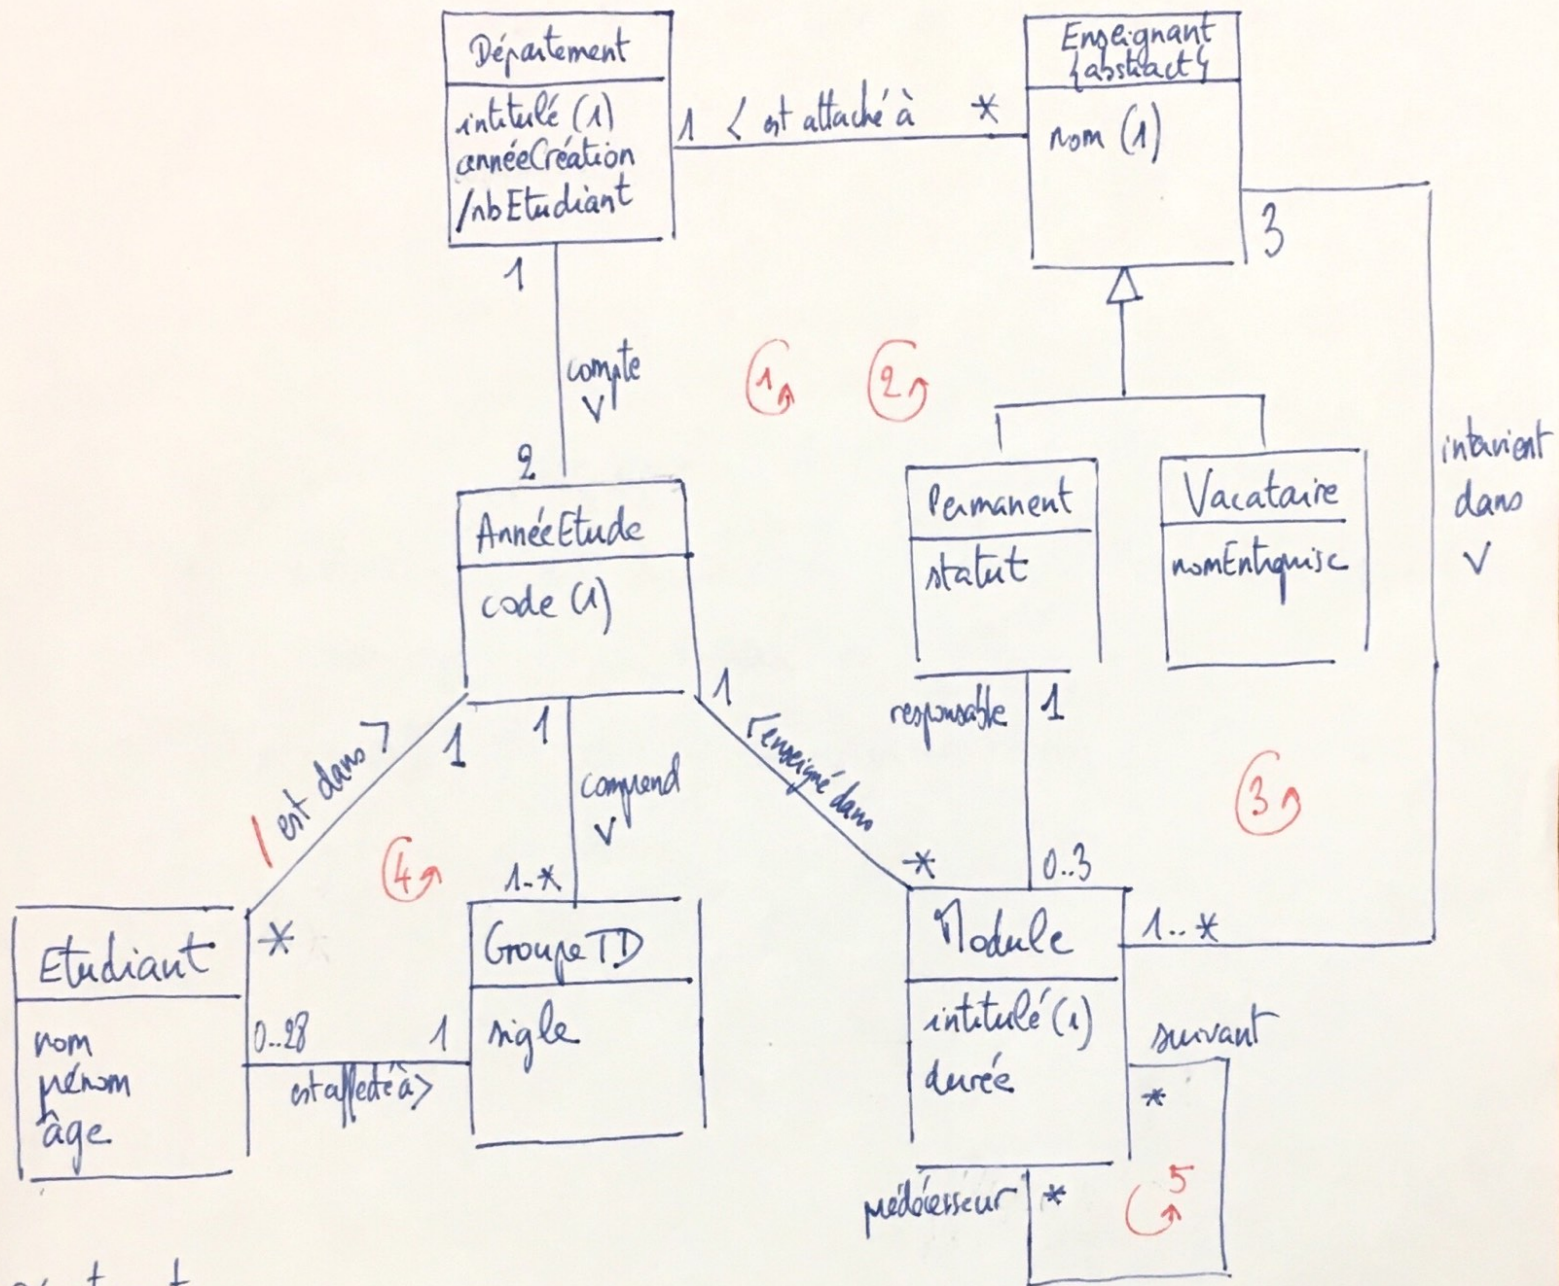 Département
intitulé (1)
annéeCréation
/nbEtudiant
1 < est attaché à *
Enseignant
{abstract}
nom (1)
3
1
compte
V
2
1
2
intervient
dans
V
AnnéeEtude
code (1)
Permanent
statut
Vacataire
nomEntreprise
1
1
1
/ est dans >
comprend
V
1..*
4
< enseigné dans
*
responsable
1
0..3
3
Etudiant
nom
prénom
âge
*
0..28
1
est affecté à >
GroupeTD
sigle
Module
intitulé (1)
durée
1..*
suivant
*
prédécesseur
*
5